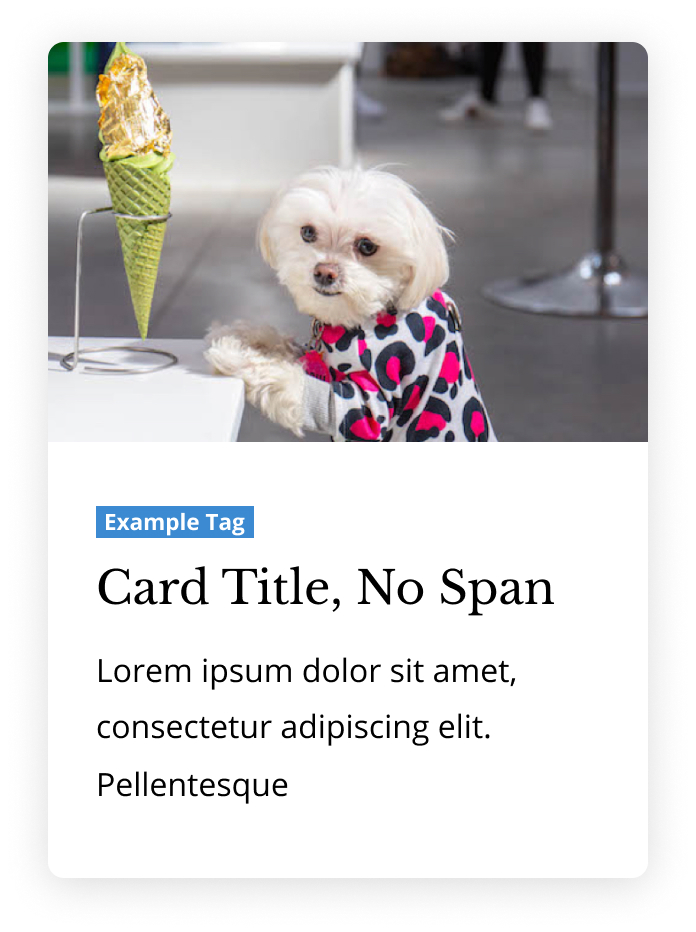 Example Tag
Card Title, No Span
Lorem ipsum dolor sit amet,
consectetur adipiscing elit.
Pellentesque